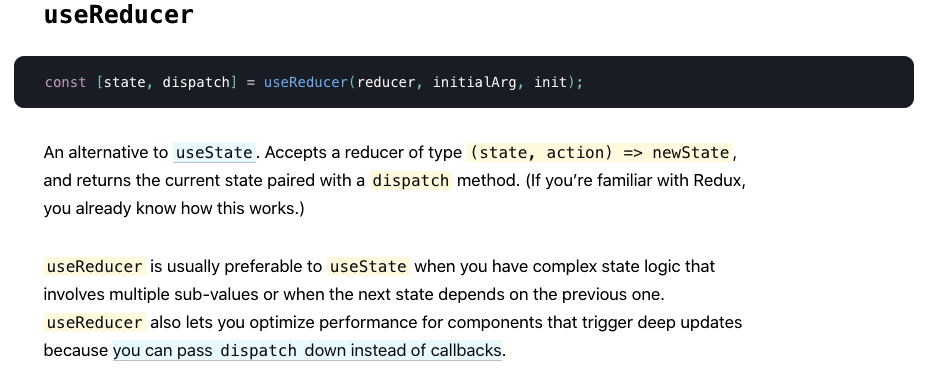 useReducer
const [state, dispatch] = useReducer(reducer, initialArg, init);
An alternative to useState. Accepts a reducer of type (state, action) => newState,
and returns the current state paired with a dispatch method. (If you’re familiar with Redux,
you already know how this works.)
useReducer is usually preferable to useState when you have complex state logic that
involves multiple sub-values or when the next state depends on the previous one.
useReducer also lets you optimize performance for components that trigger deep updates
because you can pass dispatch down instead of callbacks.